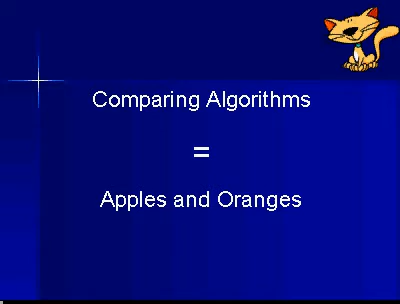 Comparing Algorithms
=
Apples and Oranges